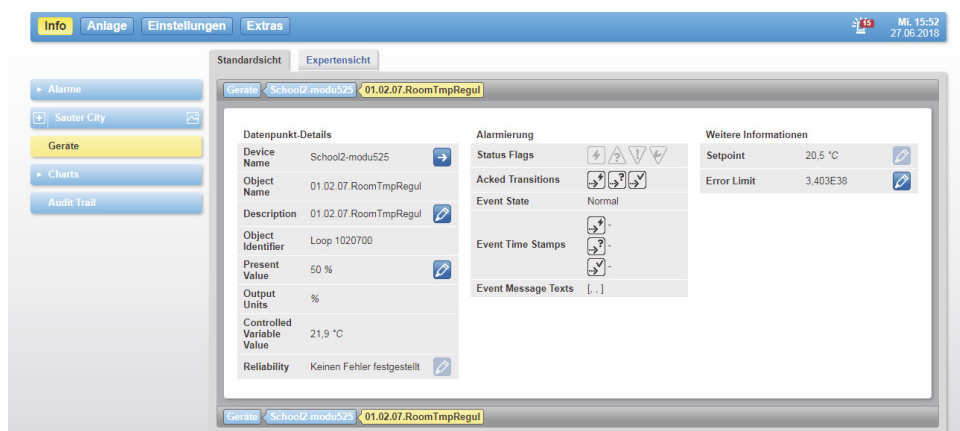 Info Anlage Einstellungen Extras
15
Mi. 15:52
27.06.2018
Standardsicht Expertensicht
Alarme
Sauter City
Geräte
Charts
Audit Trail
Geräte School2-modu525 01.02.07.RoomTmpRegul
Datenpunkt-Details
Device Name School2-modu525
Object Name 01.02.07.RoomTmpRegul
Description 01.02.07.RoomTmpRegul
Object Identifier Loop 1020700
Present Value 50 %
Output Units %
Controlled Variable Value 21,9 °C
Reliability Keinen Fehler festgestellt
Alarmierung
Status Flags
Acked Transitions
Event State Normal
Event Time Stamps
-
-
-
Event Message Texts [, , ]
Weitere Informationen
Setpoint 20,5 °C
Error Limit 3,403E38
Geräte School2-modu525 01.02.07.RoomTmpRegul